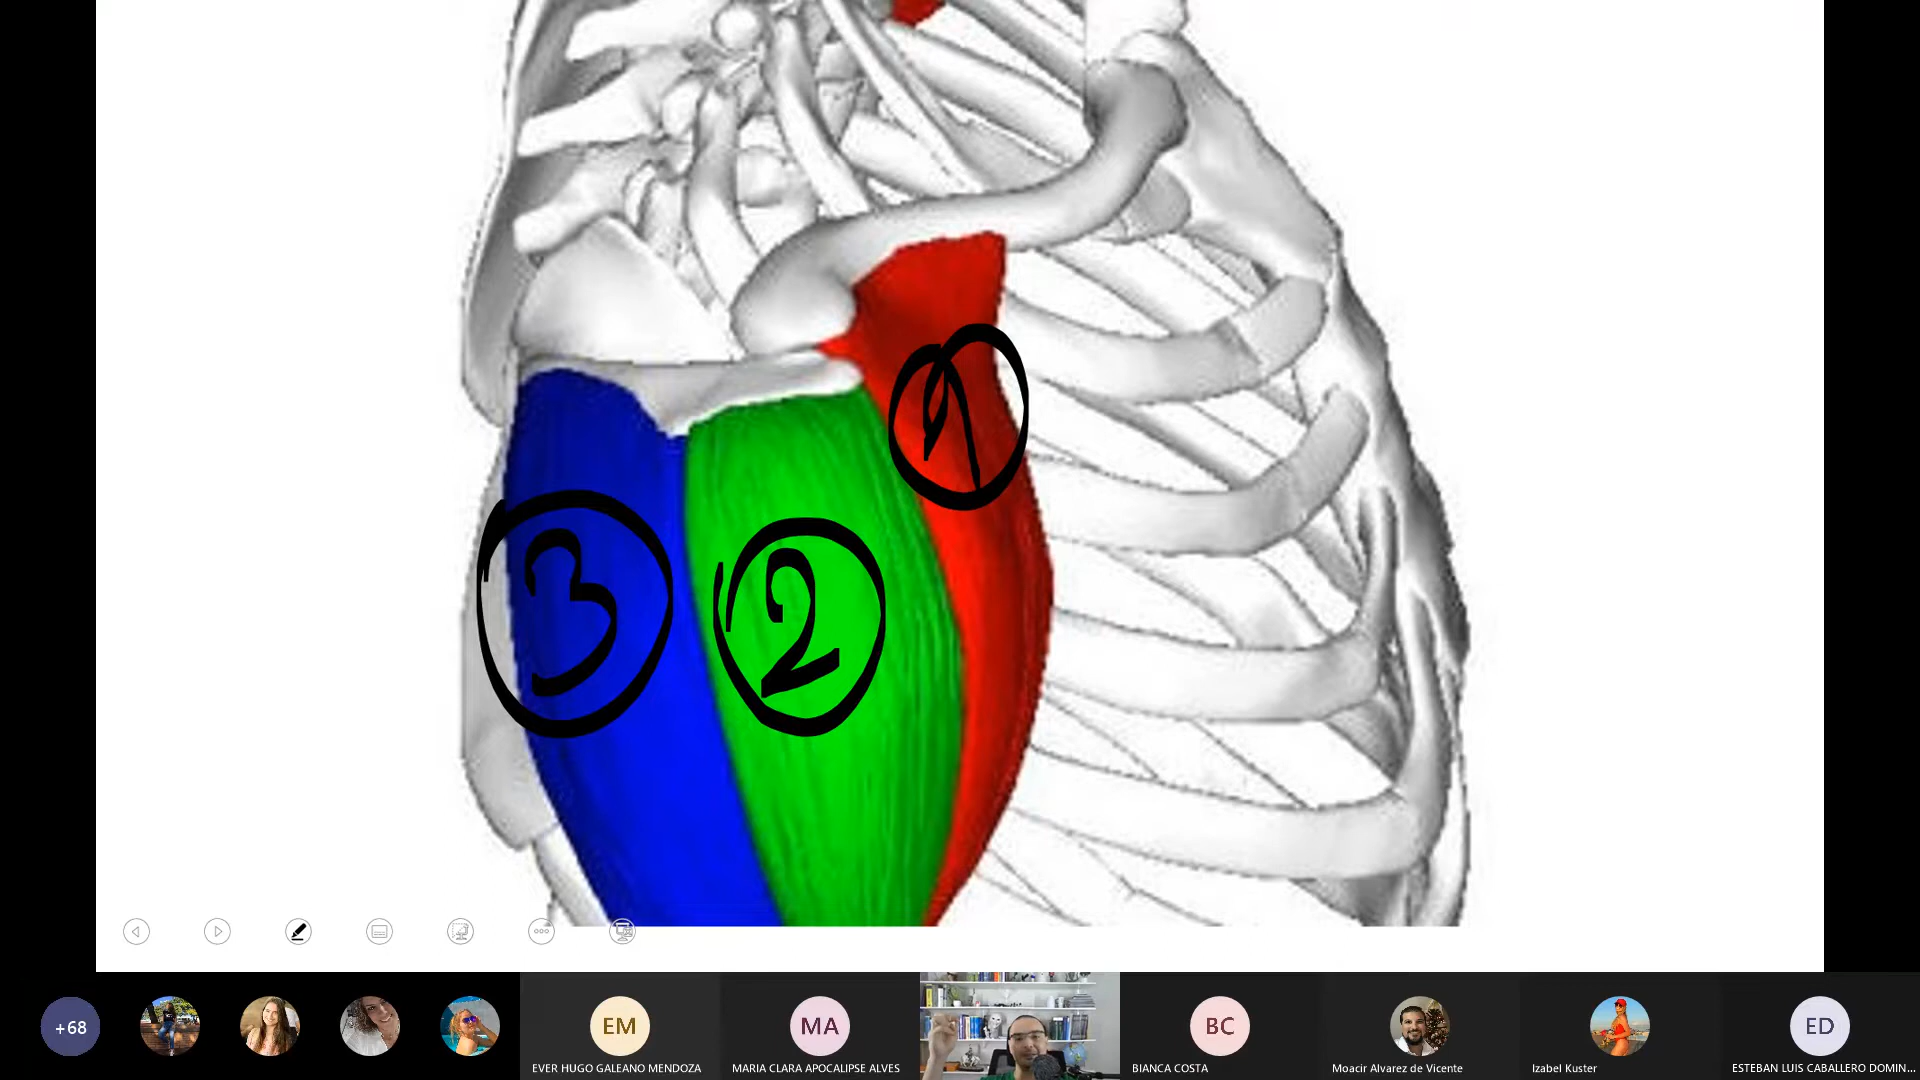 1
3
2
+68
EM
MA
BC
ED
EVER HUGO GALEANO MENDOZA
MARIA CLARA APOCALIPSE ALVES
BIANCA COSTA
Moacir Alvarez de Vicente
Izabel Kuster
ESTEBAN LUIS CABALLERO DOMIN...